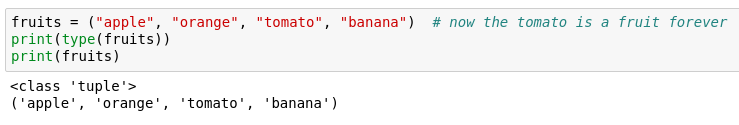 fruits = ("apple", "orange", "tomato", "banana")  # now the tomato is a fruit forever
print(type(fruits))
print(fruits)
<class 'tuple'>
('apple', 'orange', 'tomato', 'banana')